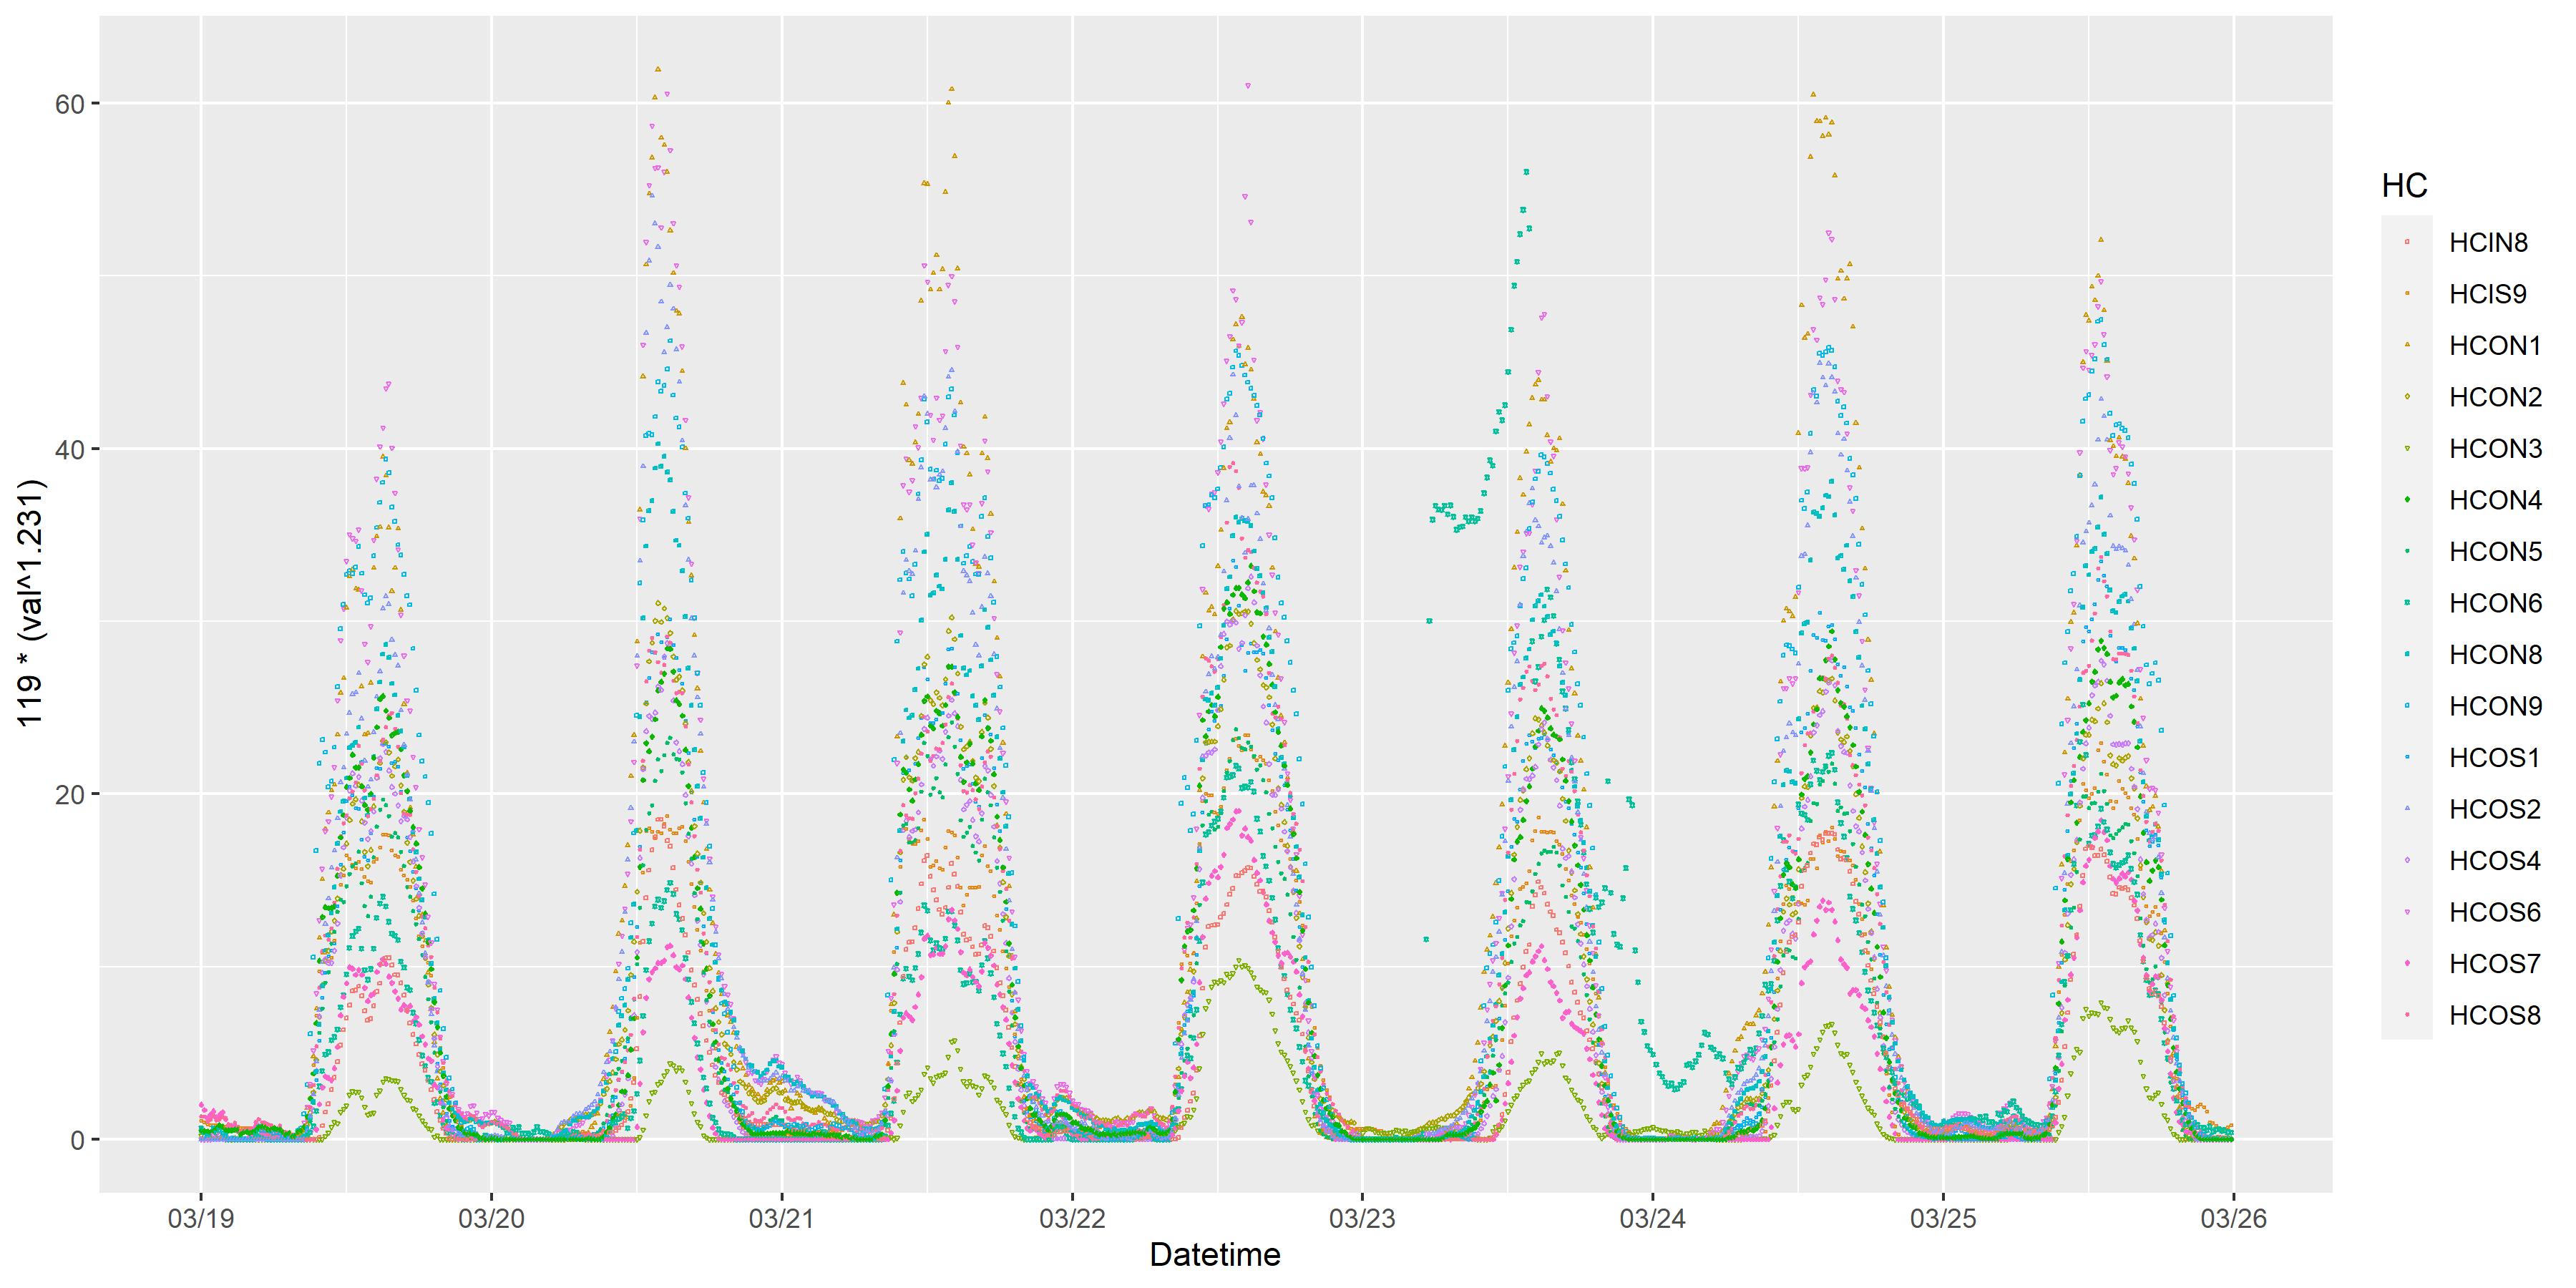 60
40
20
0
119 * (val^1.231)
03/19
03/20
03/21
03/22
03/23
03/24
03/25
03/26
Datetime
HC
HCIN8
HCIS9
HCON1
HCON2
HCON3
HCON4
HCON5
HCON6
HCON8
HCON9
HCOS1
HCOS2
HCOS4
HCOS6
HCOS7
HCOS8